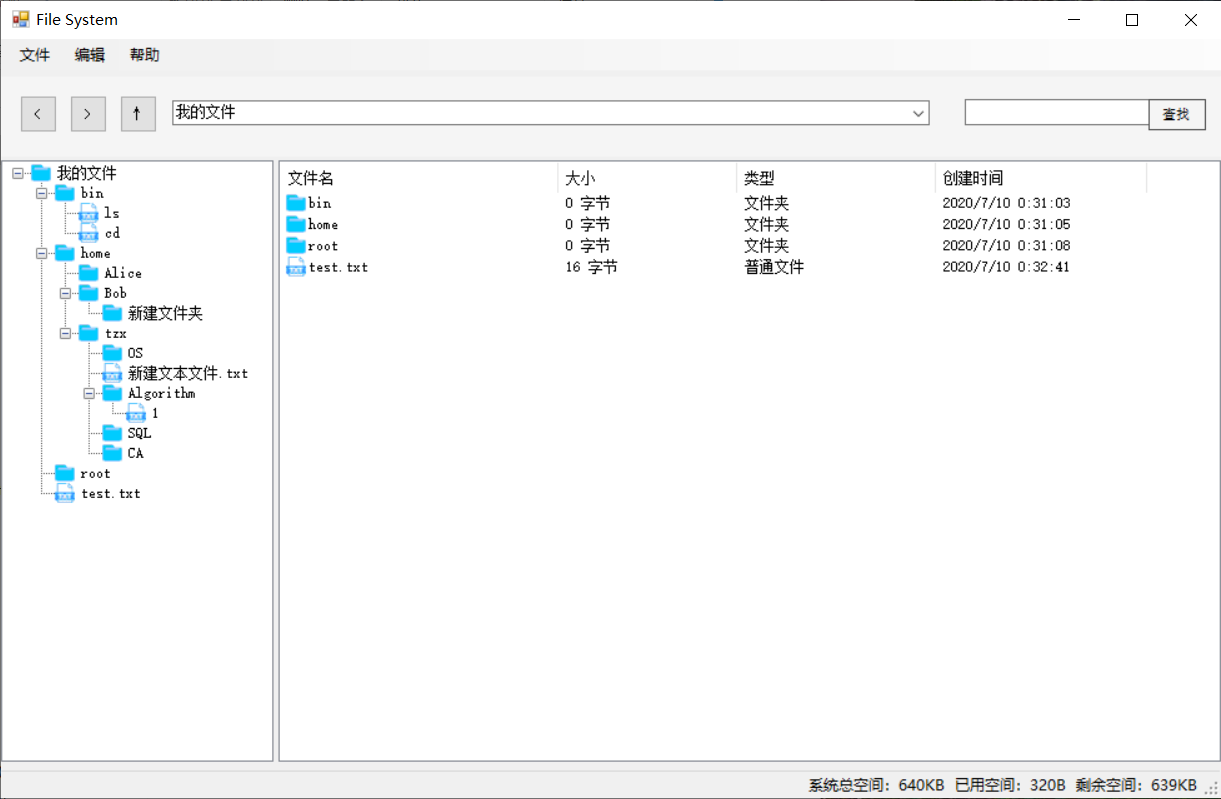 File System
文件 编辑 帮助
< > ↑ 我的文件 查找
我的文件
bin
ls
cd
home
Alice
Bob
新建文件夹
tzx
OS
新建文本文件.txt
Algorithm
1
SQL
CA
root
test.txt
文件名 大小 类型 创建时间
bin 0 字节 文件夹 2020/7/10 0:31:03
home 0 字节 文件夹 2020/7/10 0:31:05
root 0 字节 文件夹 2020/7/10 0:31:08
test.txt 16 字节 普通文件 2020/7/10 0:32:41
系统总空间: 640KB 已用空间: 320B 剩余空间: 639KB